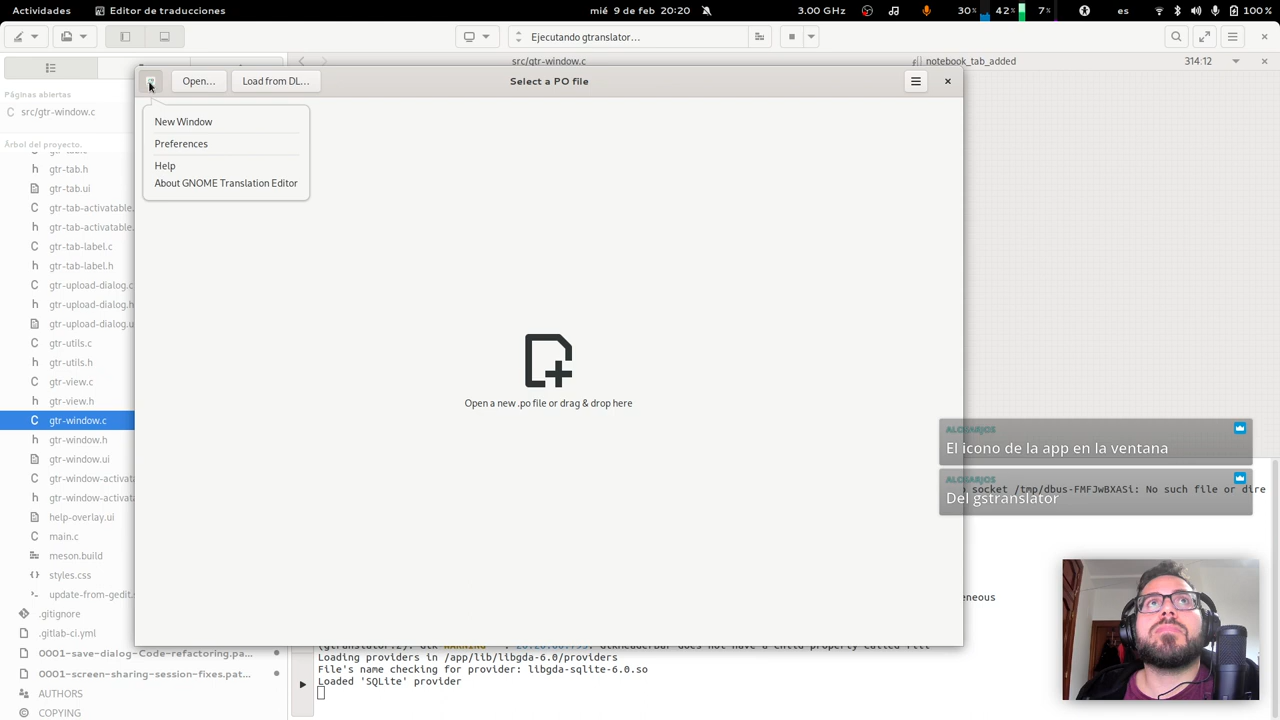 Actividades
Editor de traducciones
mié 9 de feb 20:20
3.00 GHz
30%
42%
7%
es
100 %
Ejecutando gtranslator…
src/gtr-window.c
notebook_tab_added
314:12
Páginas abiertas
src/gtr-window.c
Árbol del proyecto.
gtr-tab.h
gtr-tab.ui
gtr-tab-activatable.
gtr-tab-activatable.
gtr-tab-label.c
gtr-tab-label.h
gtr-upload-dialog.c
gtr-upload-dialog.h
gtr-upload-dialog.u
gtr-utils.c
gtr-utils.h
gtr-view.c
gtr-view.h
gtr-window.c
gtr-window.h
gtr-window.ui
gtr-window-activat
gtr-window-activat
help-overlay.ui
main.c
meson.build
styles.css
update-from-gedit.s
.gitignore
.gitlab-ci.yml
0001-save-dialog-Code-refactoring.pa…
0001-screen-sharing-session-fixes.pat…
AUTHORS
COPYING
Open…
Load from DL…
Select a PO file
New Window
Preferences
Help
About GNOME Translation Editor
Open a new .po file or drag & drop here
ALCUARJOS
El icono de la app en la ventana
Del gstranslator
socket /tmp/dbus-FMFJwBXASi: No such file or dire
eneous
Loading providers in /app/lib/libgda-6.0/providers
File's name checking for provider: libgda-sqlite-6.0.so
Loaded 'SQLite' provider